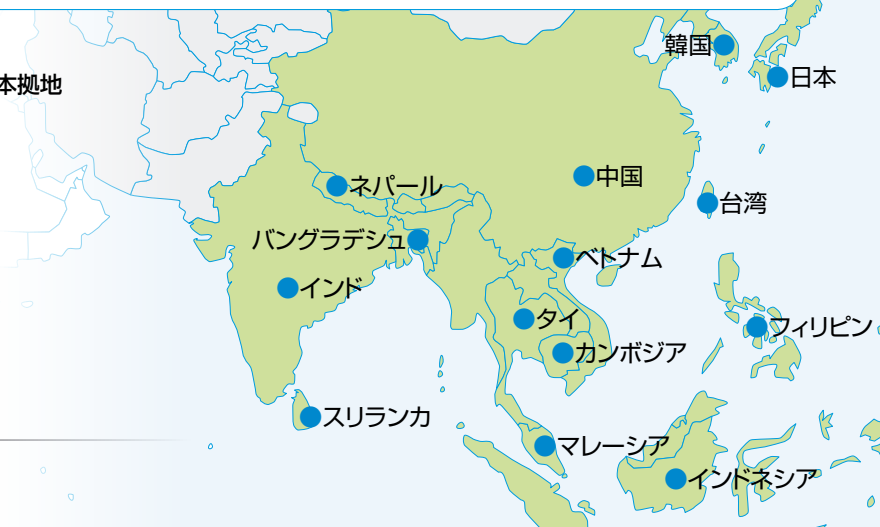 韓国
本拠地
日本
中国
ネパール
台湾
バングラデシュ
ベトナム
インド
タイ
フィリピン
カンボジア
スリランカ
マレーシア
インドネシア